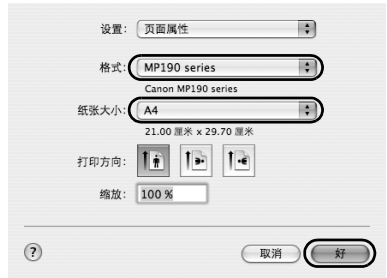 设置： 页面属性
格式： MP190 series
Canon MP190 series
纸张大小： A4
21.00 厘米 x 29.70 厘米
打印方向：
缩放： 100 %
? 取消 好